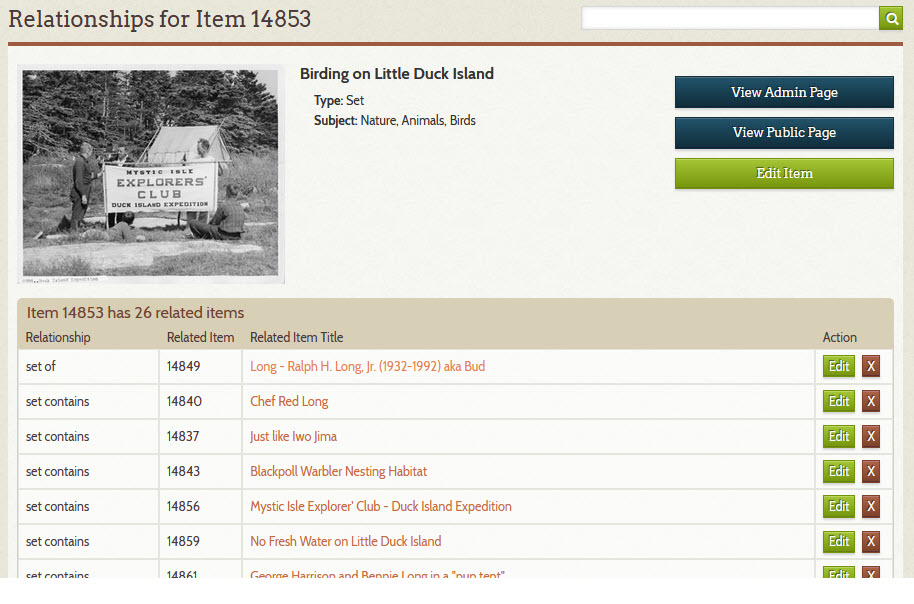 Relationships for Item 14853
Birding on Little Duck Island
Type: Set
Subject: Nature, Animals, Birds
View Admin Page
View Public Page
Edit Item
MYSTIC ISLE
EXPLORERS'
CLUB
DUCK ISLAND EXPEDITION
Duck Island Expedition
Item 14853 has 26 related items
Relationship Related Item Related Item Title Action
set of 14849 Long - Ralph H. Long, Jr. (1932-1992) aka Bud Edit X
set contains 14840 Chef Red Long Edit X
set contains 14837 Just like Iwo Jima Edit X
set contains 14843 Blackpoll Warbler Nesting Habitat Edit X
set contains 14856 Mystic Isle Explorer' Club - Duck Island Expedition Edit X
set contains 14859 No Fresh Water on Little Duck Island Edit X
set contains 14861 George Harrison and Bennie Long in a "pup tent" Edit X